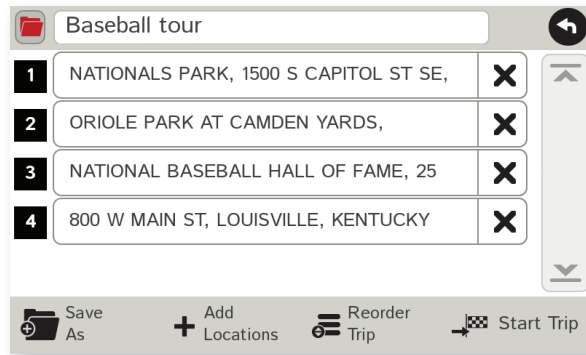 Baseball tour
1 NATIONALS PARK, 1500 S CAPITOL ST SE,
2 ORIOLE PARK AT CAMDEN YARDS,
3 NATIONAL BASEBALL HALL OF FAME, 25
4 800 W MAIN ST, LOUISVILLE, KENTUCKY
Save
As
Add
Locations
Reorder
Trip
Start Trip